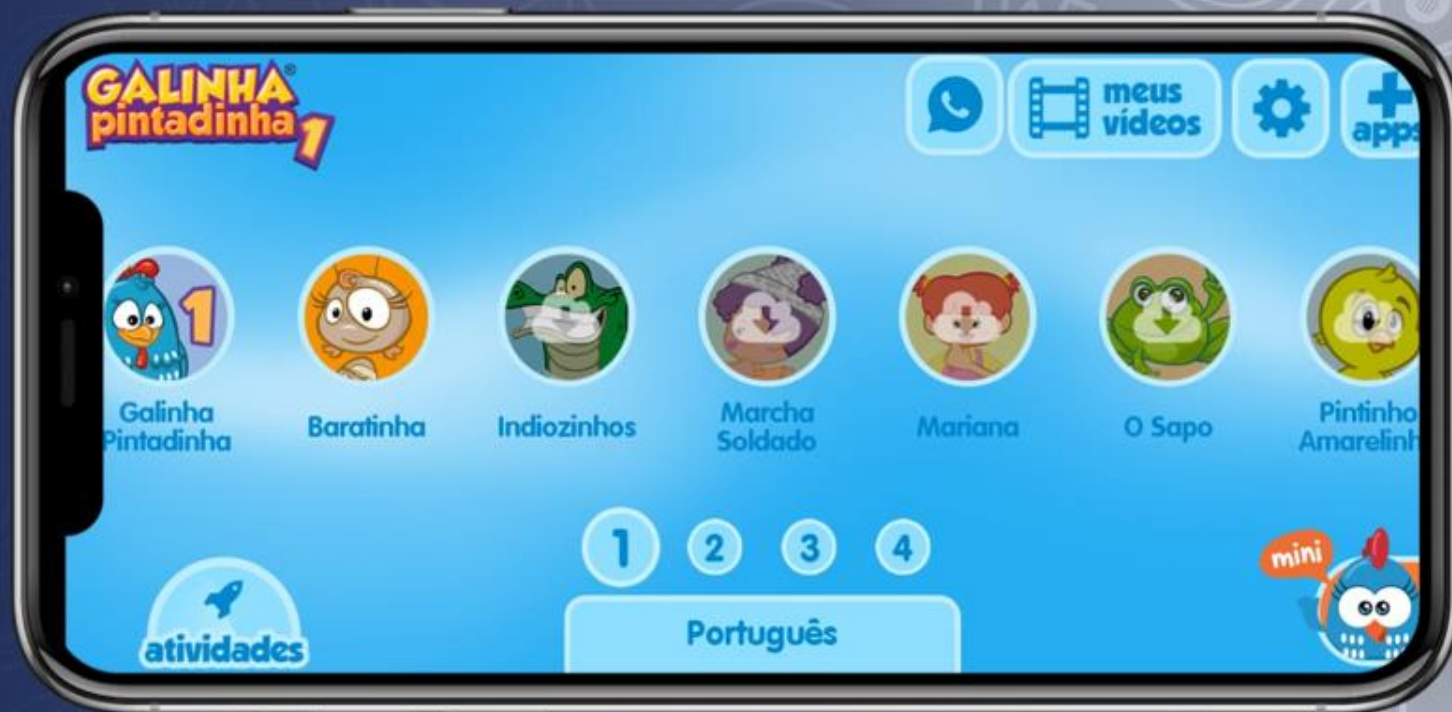 GALINHA®
pintadinha 1
meus
vídeos
+
apps
1
Galinha
Pintadinha
Baratinha
Indiozinhos
Marcha
Soldado
Mariana
O Sapo
Pintinho
Amarelinh
1 2 3 4
mini
atividades
Português